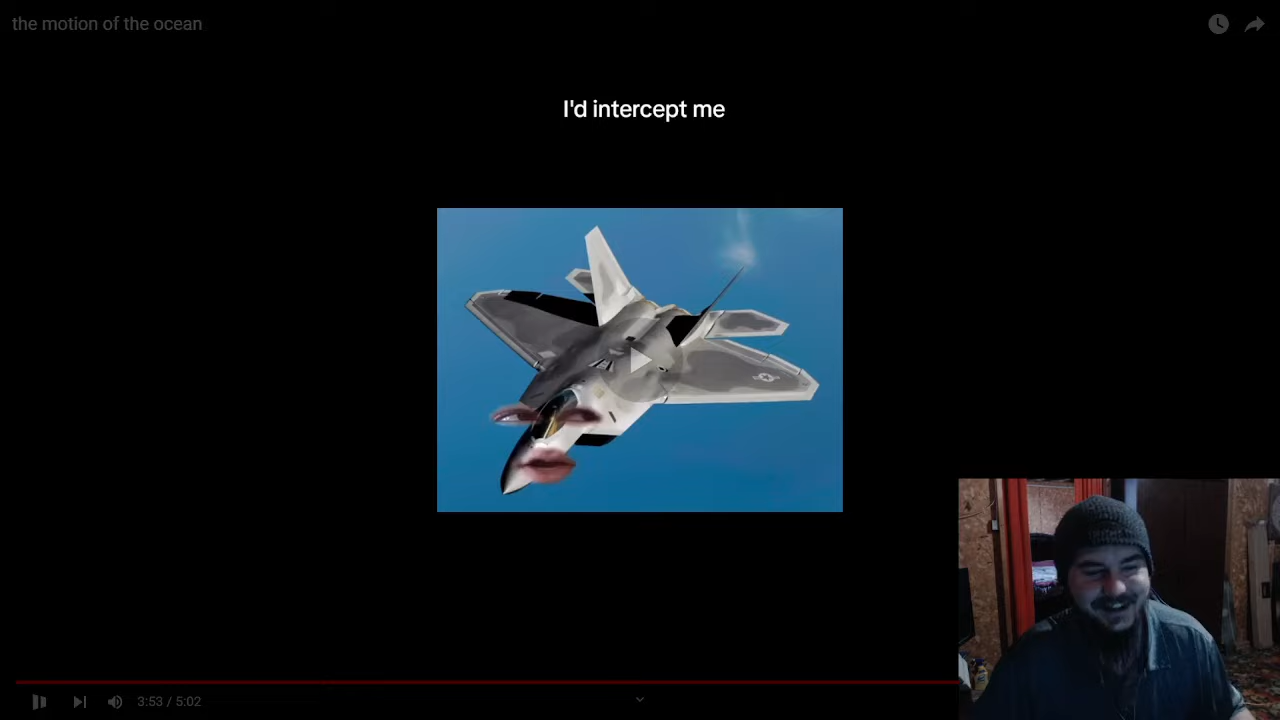 the motion of the ocean
I'd intercept me
3:53 / 5:02